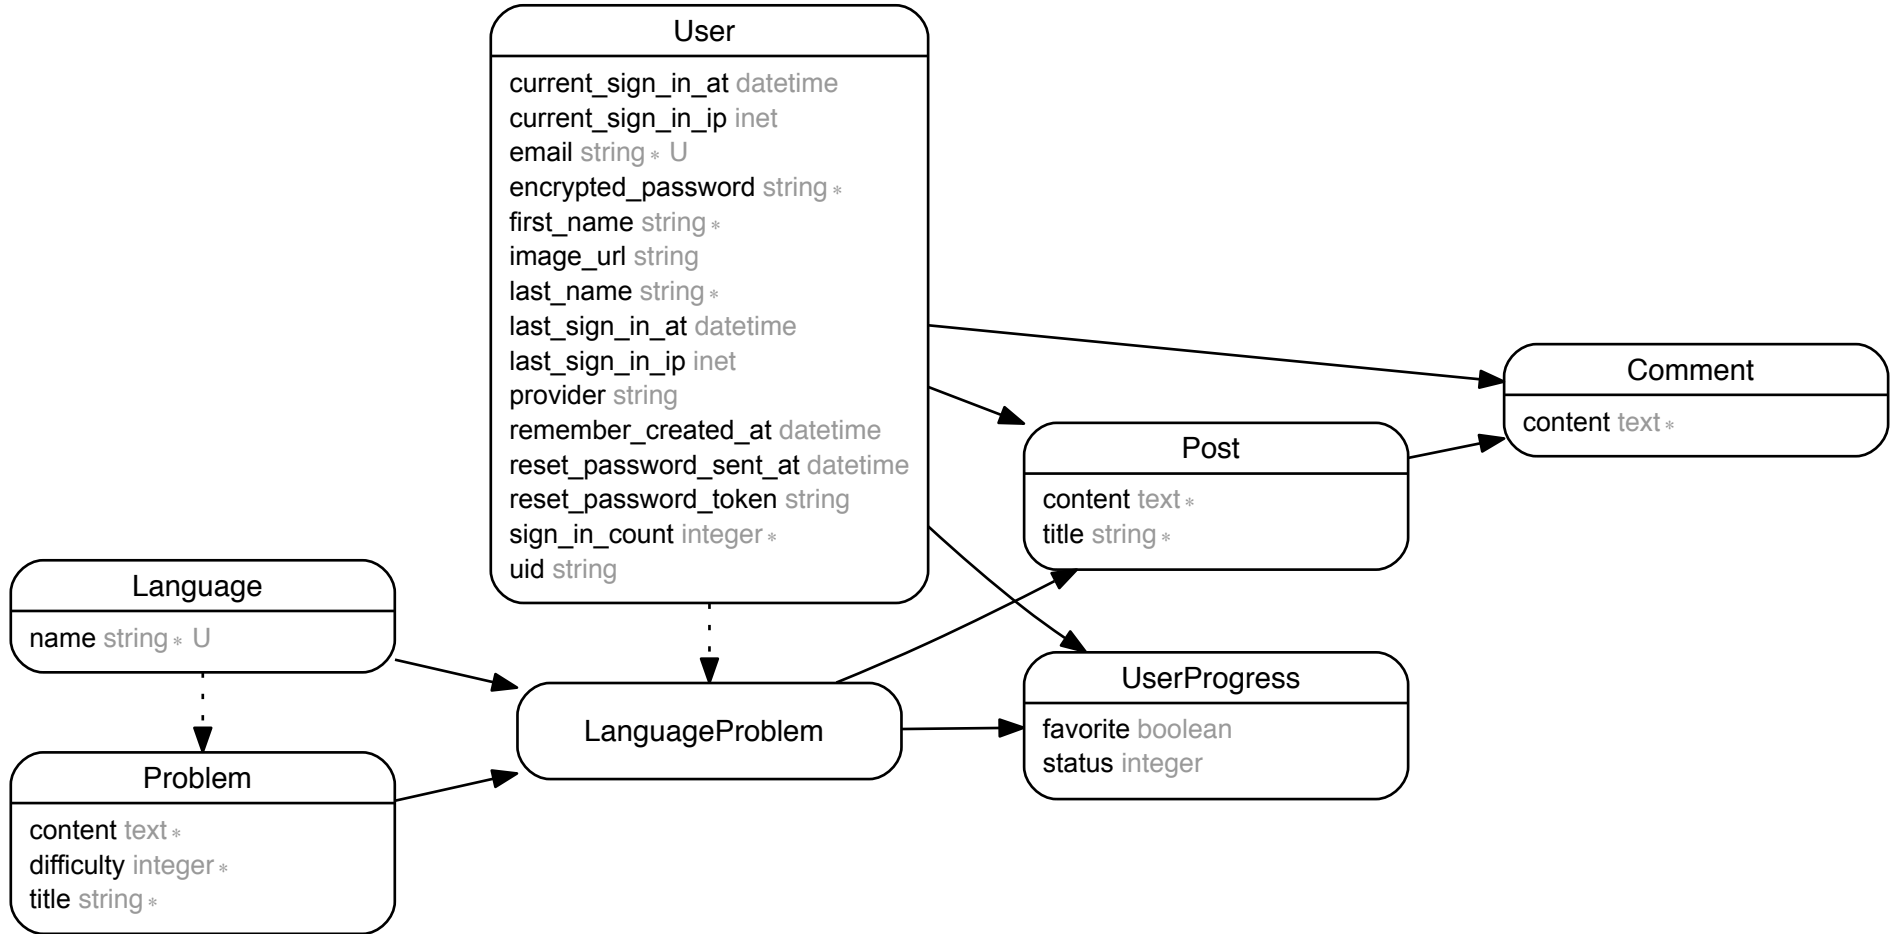 User
current_sign_in_at datetime
current_sign_in_ip inet
email string ∗ U
encrypted_password string ∗
first_name string ∗
image_url string
last_name string ∗
last_sign_in_at datetime
last_sign_in_ip inet
provider string
remember_created_at datetime
reset_password_sent_at datetime
reset_password_token string
sign_in_count integer ∗
uid string
Comment
content text ∗
Post
content text ∗
title string ∗
Language
name string ∗ U
LanguageProblem
UserProgress
favorite boolean
status integer
Problem
content text ∗
difficulty integer ∗
title string ∗